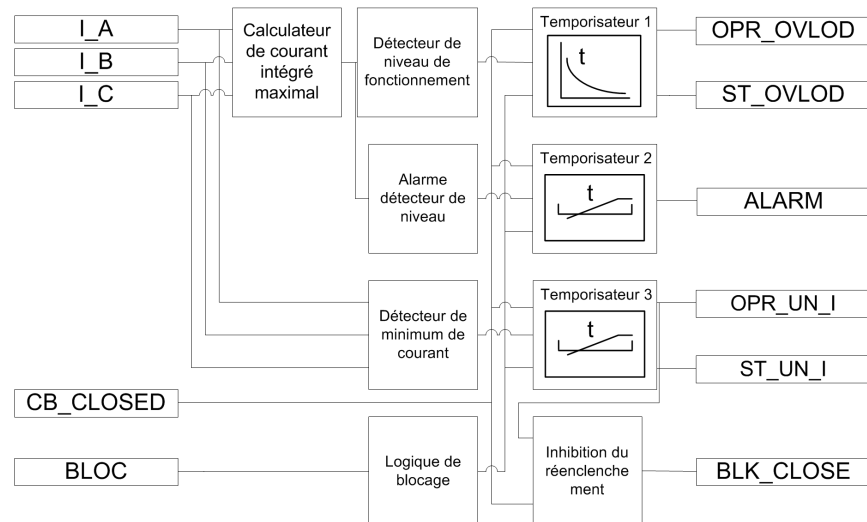 I_A
I_B
I_C
Calculateur
de courant
intégré
maximal
Détecteur de
niveau de
fonctionnement
Temporisateur 1
t
OPR_OVLOD
ST_OVLOD
Alarme
détecteur de
niveau
Temporisateur 2
t
ALARM
Détecteur de
minimum de
courant
Temporisateur 3
t
OPR_UN_I
ST_UN_I
CB_CLOSED
BLOC
Logique de
blocage
Inhibition du
réenclenche
ment
BLK_CLOSE